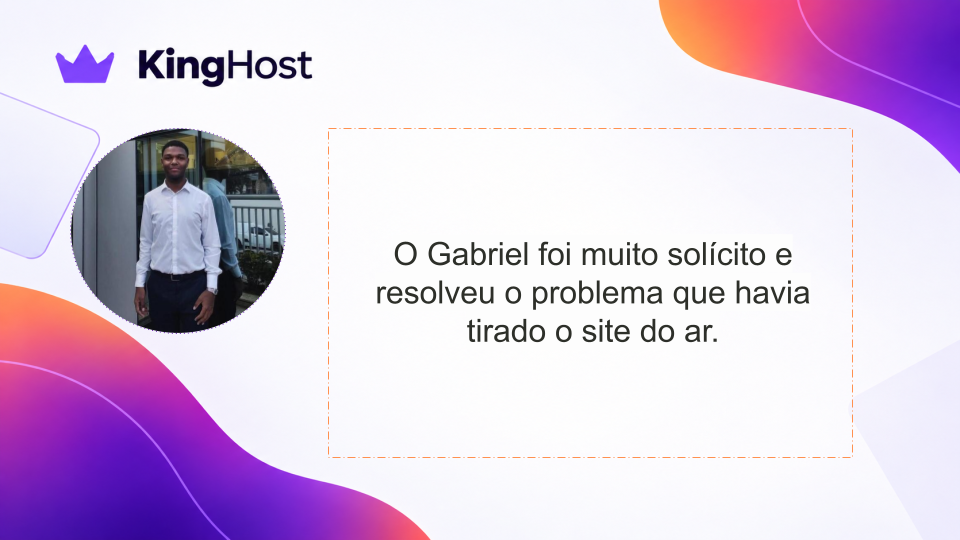 KingHost
O Gabriel foi muito solícito e
resolveu o problema que havia
tirado o site do ar.